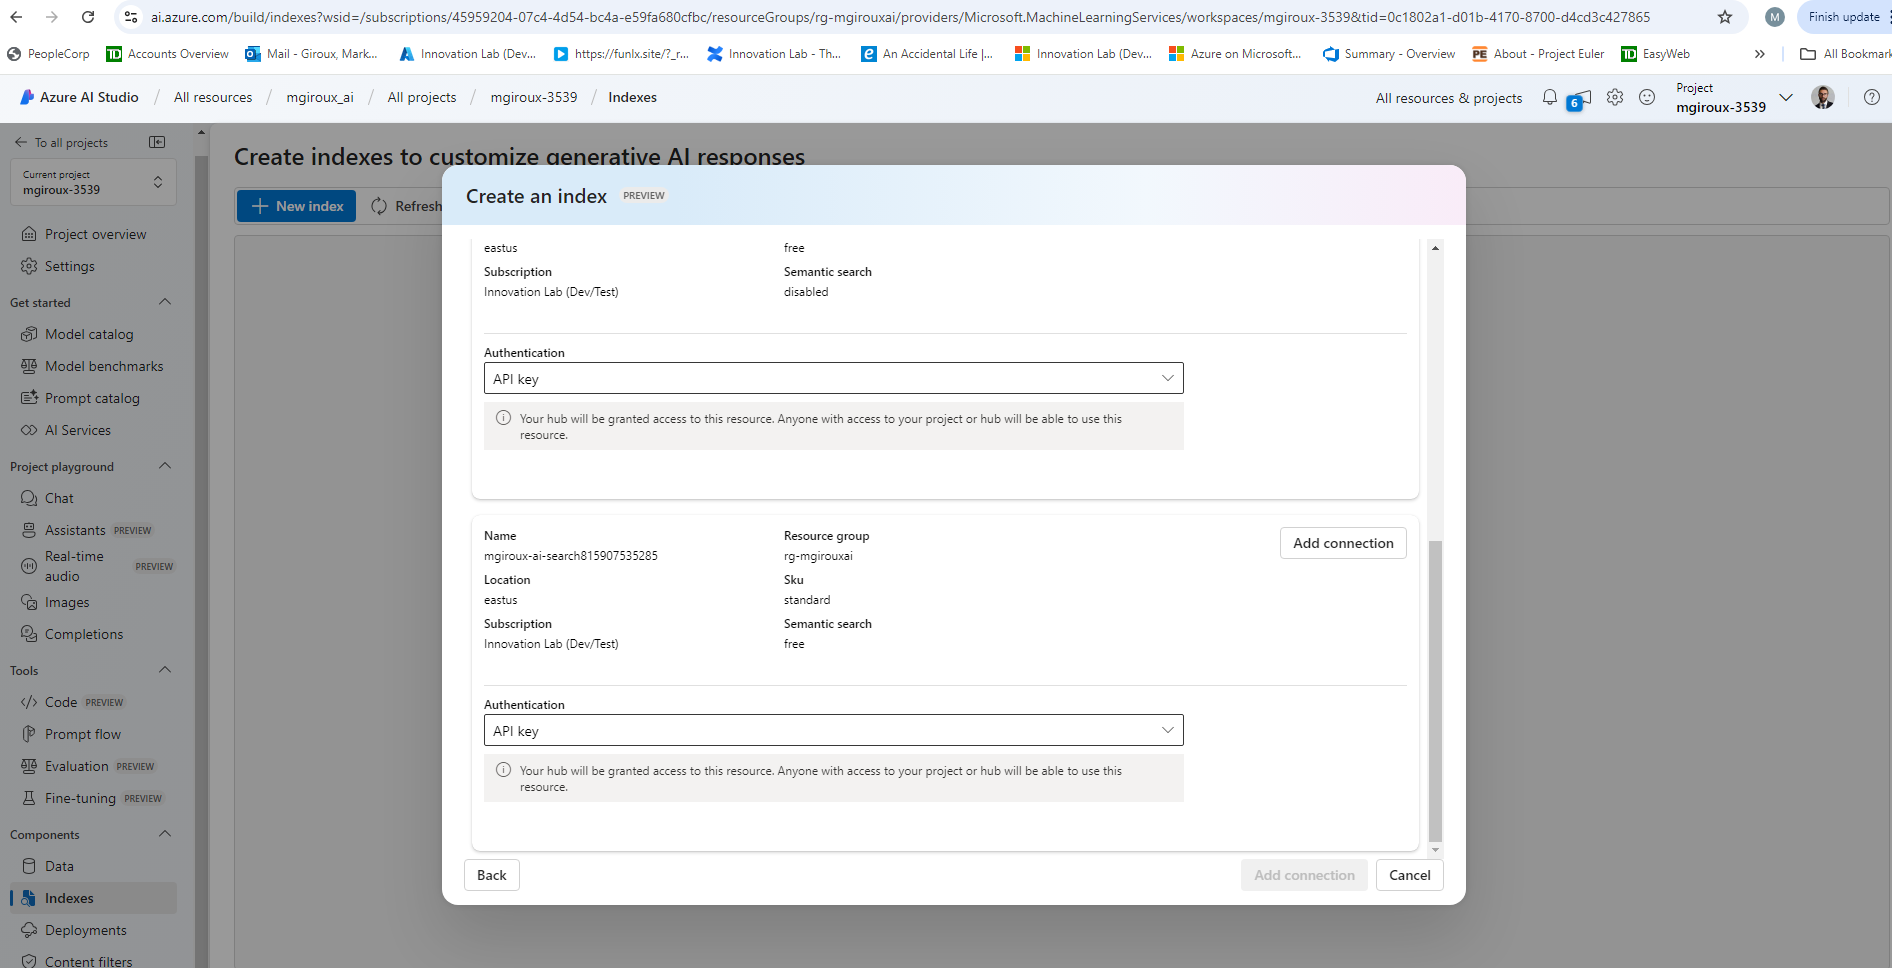 ai.azure.com/build/indexes?wsid=/subscriptions/45959204-07c4-4d54-bc4a-e59fa680cfbc/resourceGroups/rg-mgirouxai/providers/Microsoft.MachineLearningServices/workspaces/mgiroux-3539&tid=0c1802a1-d01b-4170-8700-d4cd3c427865
M
Finish update
PeopleCorp
Accounts Overview
Mail - Giroux, Mark...
Innovation Lab (Dev...
https://funlx.site/?_r...
Innovation Lab - Th...
An Accidental Life |...
Innovation Lab (Dev...
Azure on Microsoft...
Summary - Overview
About - Project Euler
EasyWeb
»
All Bookmark
Azure AI Studio / All resources / mgiroux_ai / All projects / mgiroux-3539 / Indexes
All resources & projects
6
Project
mgiroux-3539
To all projects
Current project
mgiroux-3539
Project overview
Settings
Get started
Model catalog
Model benchmarks
Prompt catalog
AI Services
Project playground
Chat
Assistants PREVIEW
Real-time
audio
PREVIEW
Images
Completions
Tools
Code PREVIEW
Prompt flow
Evaluation PREVIEW
Fine-tuning PREVIEW
Components
Data
Indexes
Deployments
Content filters
Create indexes to customize generative AI responses
New index
Refresh
Create an index PREVIEW
eastus
free
Subscription
Semantic search
Innovation Lab (Dev/Test)
disabled
Authentication
API key
Your hub will be granted access to this resource. Anyone with access to your project or hub will be able to use this
resource.
Name
Resource group
mgiroux-ai-search815907535285
rg-mgirouxai
Add connection
Location
Sku
eastus
standard
Subscription
Semantic search
Innovation Lab (Dev/Test)
free
Authentication
API key
Your hub will be granted access to this resource. Anyone with access to your project or hub will be able to use this
resource.
Back
Add connection
Cancel